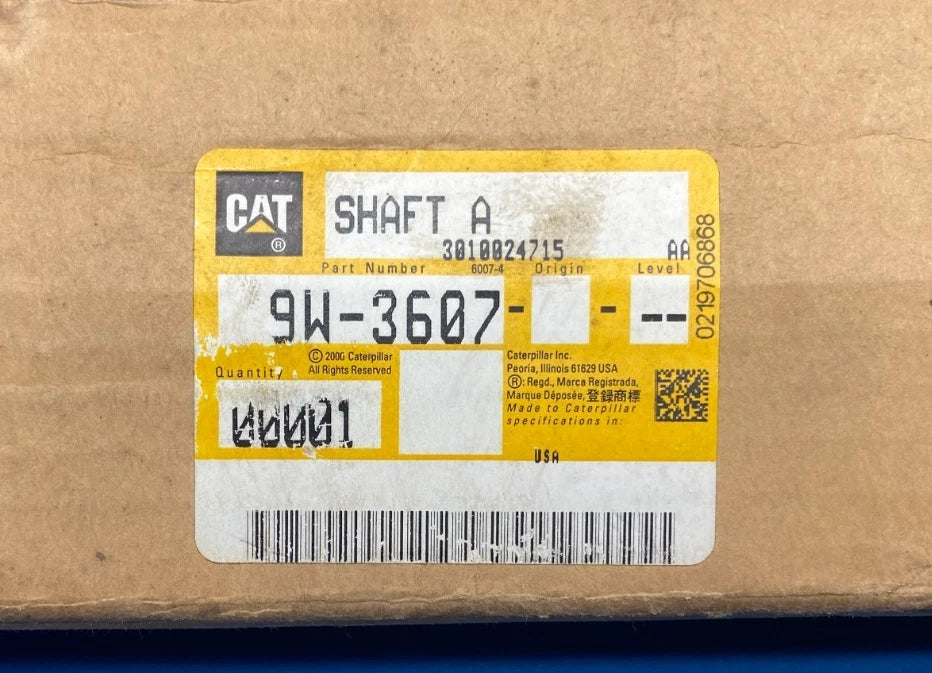 CAT
®
SHAFT A
3010024715 AA
Part Number 6007-4 Origin Level
9W-3607- - --
0219706868
© 2000 Caterpillar
All Rights Reserved
Quantity
00001
Caterpillar Inc.
Peoria, Illinois 61629 USA
®: Regd., Marca Registrada,
Marque Déposée, 登録商標
Made to Caterpillar
specifications in:
USA